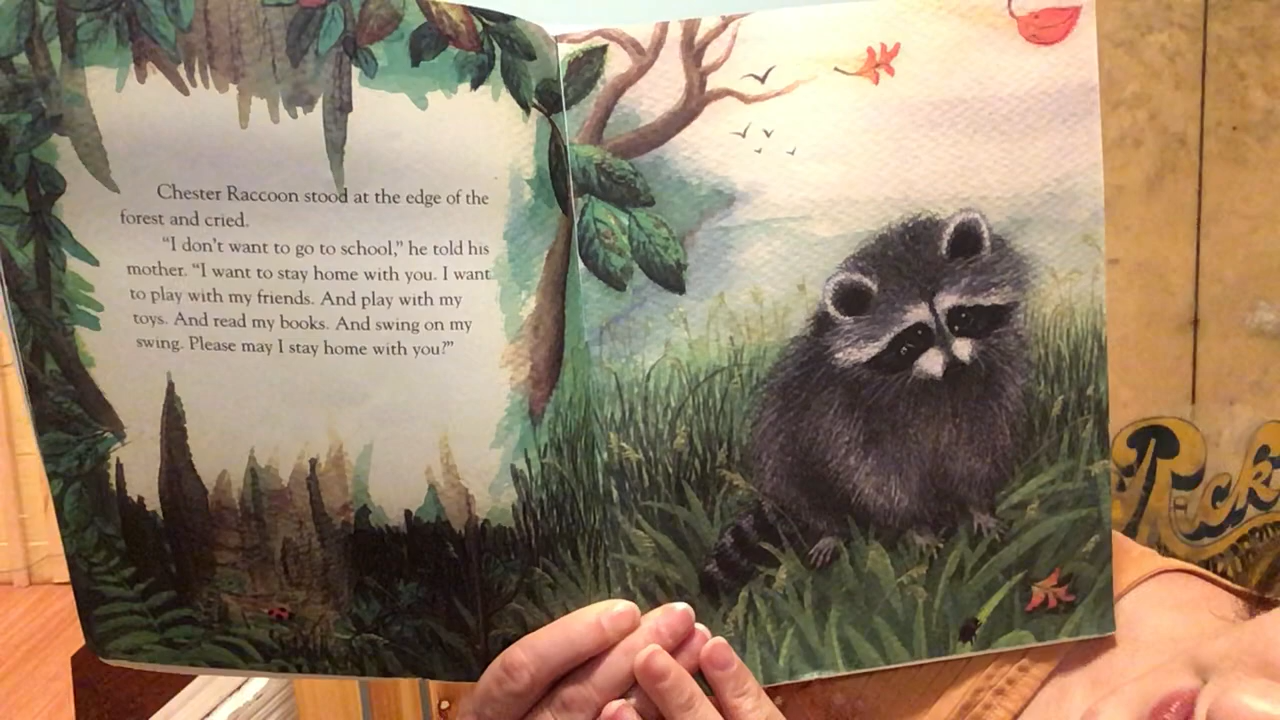 Chester Raccoon stood at the edge of the
forest and cried.
"I don't want to go to school," he told his
mother. "I want to stay home with you. I want
to play with my friends. And play with my
toys. And read my books. And swing on my
swing. Please may I stay home with you?"